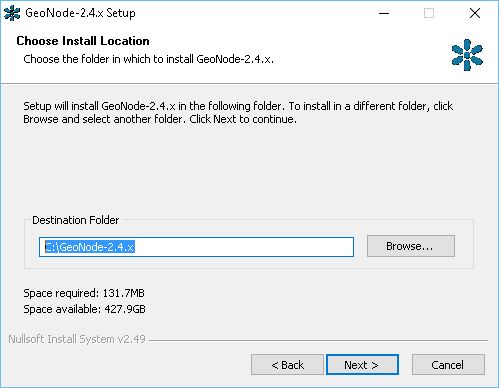 GeoNode-2.4.x Setup
Choose Install Location
Choose the folder in which to install GeoNode-2.4.x.
Setup will install GeoNode-2.4.x in the following folder. To install in a different folder, click
Browse and select another folder. Click Next to continue.
Destination Folder
C:\GeoNode-2.4.x
Browse...
Space required: 131.7MB
Space available: 427.9GB
Nullsoft Install System v2.49
< Back
Next >
Cancel